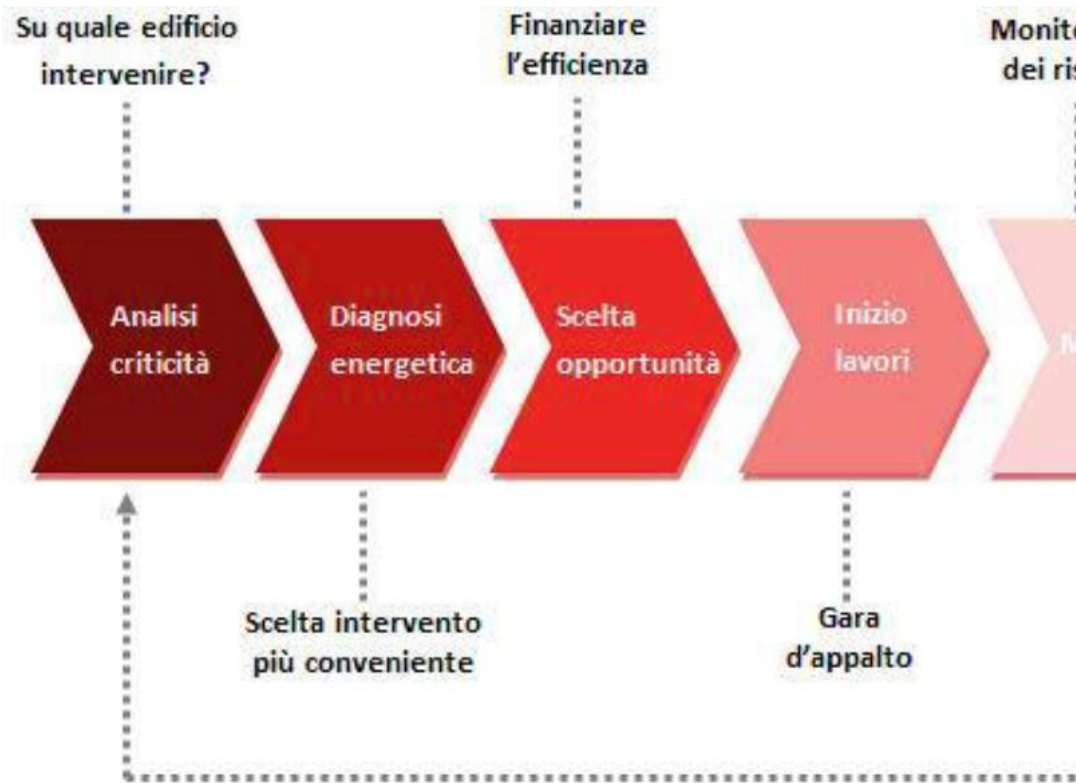 Su quale edificio
intervenire?
Finanziare
l'efficienza
dei
Analisi
criticità
Diagnosi
energetica
Scelta
opportunità
Inizio
lavori
Scelta intervento
più conveniente
Gara
d'appalto